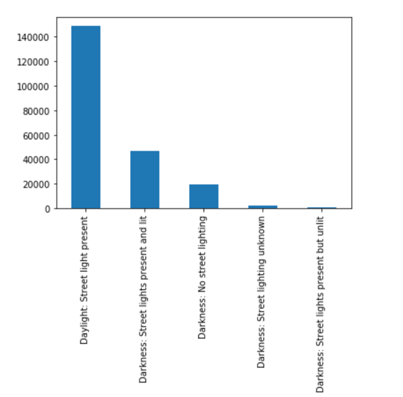 140000
120000
100000
80000
60000
40000
20000
0
Daylight: Street light present
Darkness: Street lights present and lit
Darkness: No street lighting
Darkness: Street lighting unknown
Darkness: Street lights present but unlit